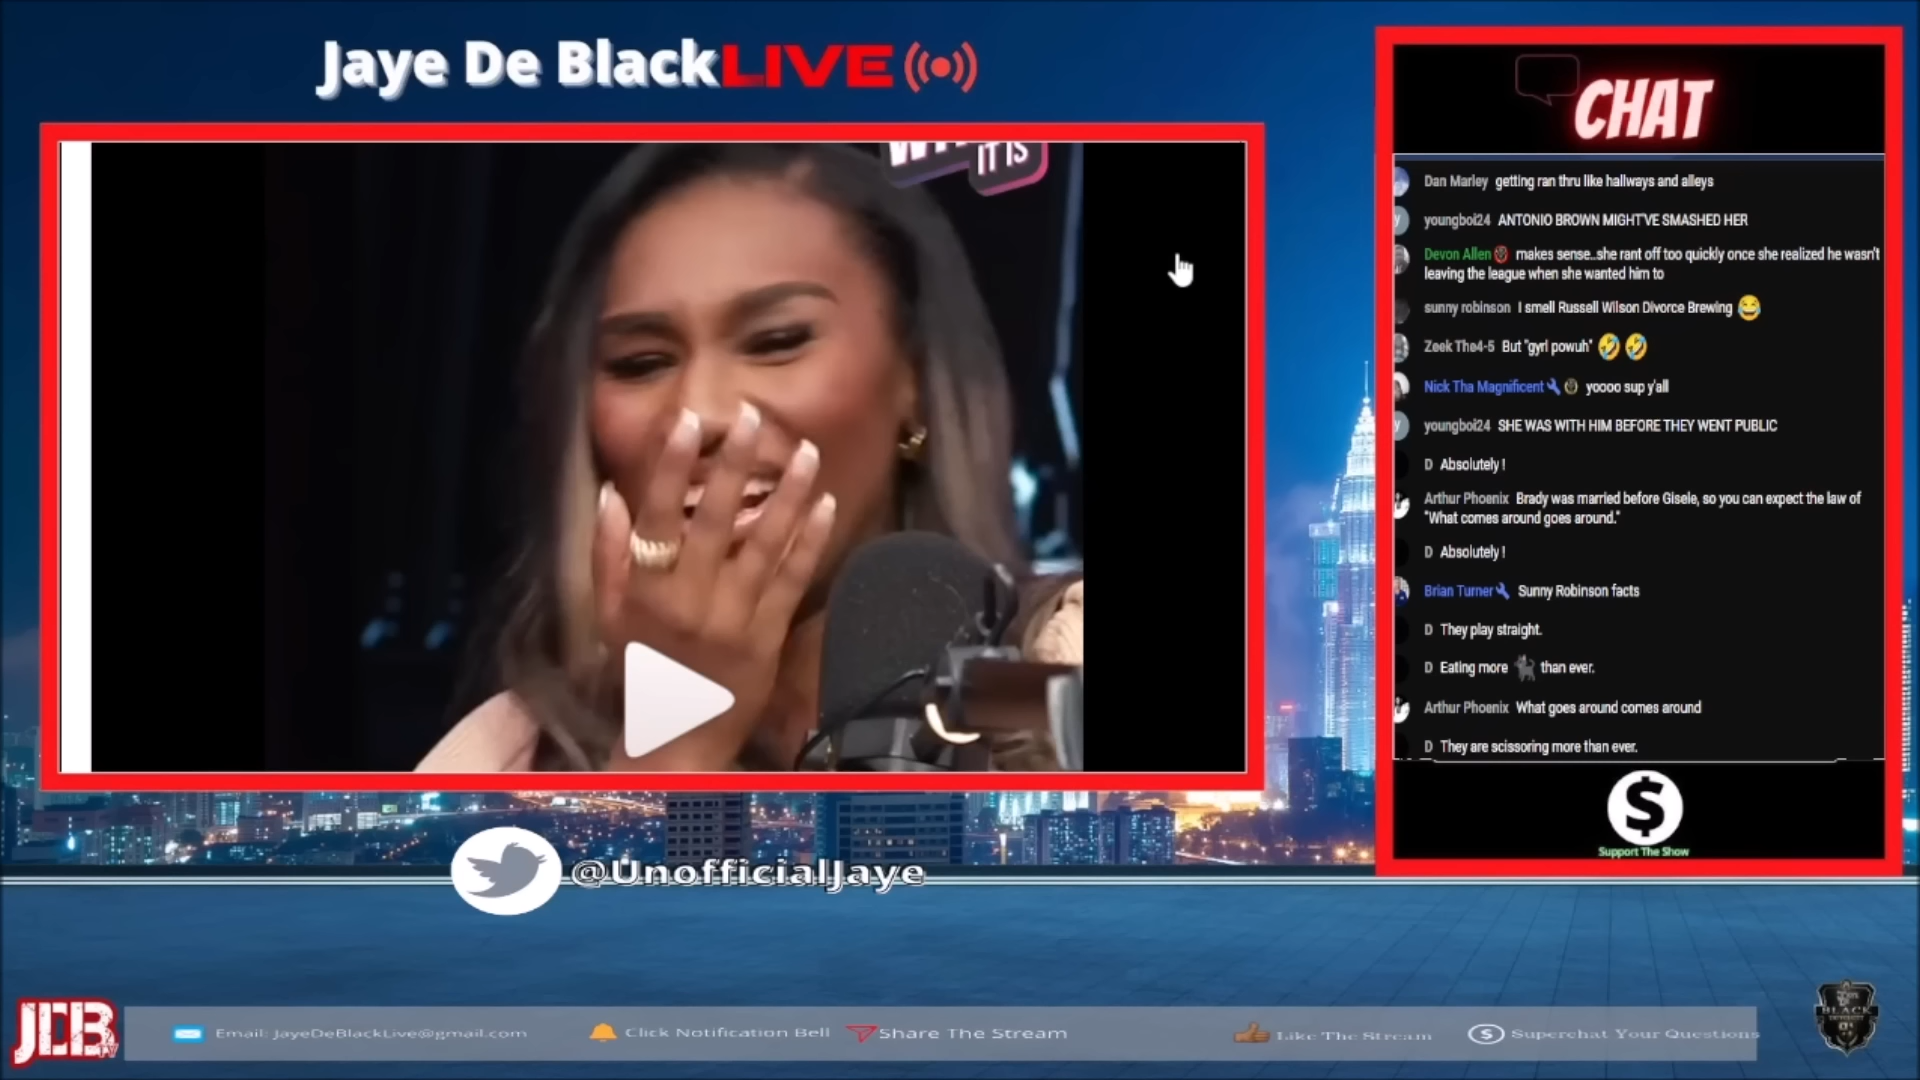 Jaye De Black LIVE
IT IS
CHAT
Dan Marley getting ran thru like hallways and alleys
youngboi24 ANTONIO BROWN MIGHT'VE SMASHED HER
Devon Allen makes sense..she rant off too quickly once she realized he wasn't
leaving the league when she wanted him to
sunny robinson I smell Russell Wilson Divorce Brewing
Zeek The4-5 But "gyrl powuh"
Nick Tha Magnificent yoooo sup y'all
youngboi24 SHE WAS WITH HIM BEFORE THEY WENT PUBLIC
D Absolutely !
Arthur Phoenix Brady was married before Gisele, so you can expect the law of
"What comes around goes around."
D Absolutely !
Brian Turner Sunny Robinson facts
D They play straight.
D Eating more than ever.
Arthur Phoenix What goes around comes around
D They are scissoring more than ever.
$
Support The Show
@UnofficialJaye
JDB TV
Email: JayeDeBlackLive@gmail.com
Click Notification Bell
Share The Stream
Like The Stream
Superchat Your Questions
BLACK